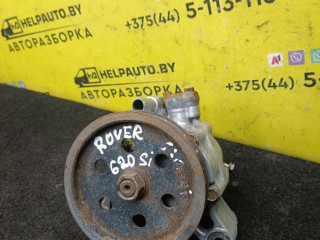 HELPAUTO.BY
+375(44) 5-113-11
АВТОРАЗБОРКА
HELPAUTO.BY
+375(44)
АВТОРАЗБОРКА
ROVER
620 Si